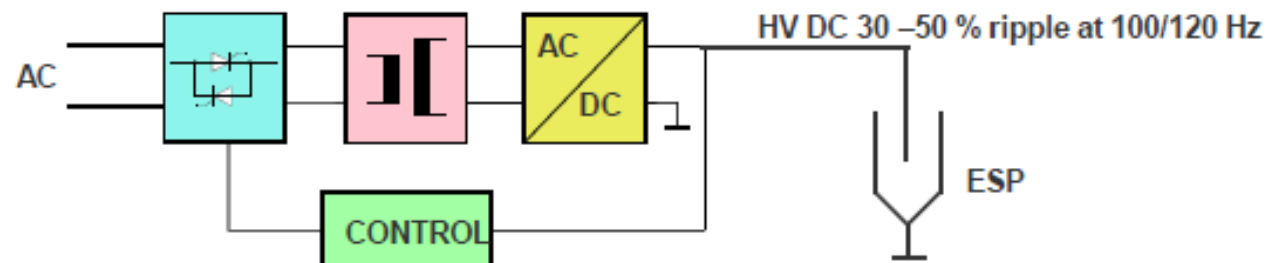 HV DC 30 –50 % ripple at 100/120 Hz
AC
AC
DC
ESP
CONTROL